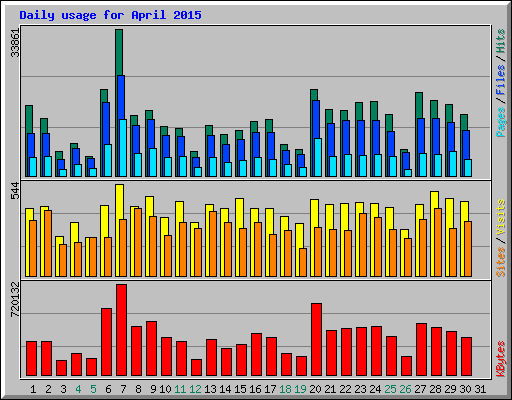 Daily usage for April 2015
33861
544
720132
Pages / Files / Hits
Sites / Visits
KBytes
1 2 3 4 5 6 7 8 9 10 11 12 13 14 15 16 17 18 19 20 21 22 23 24 25 26 27 28 29 30 31